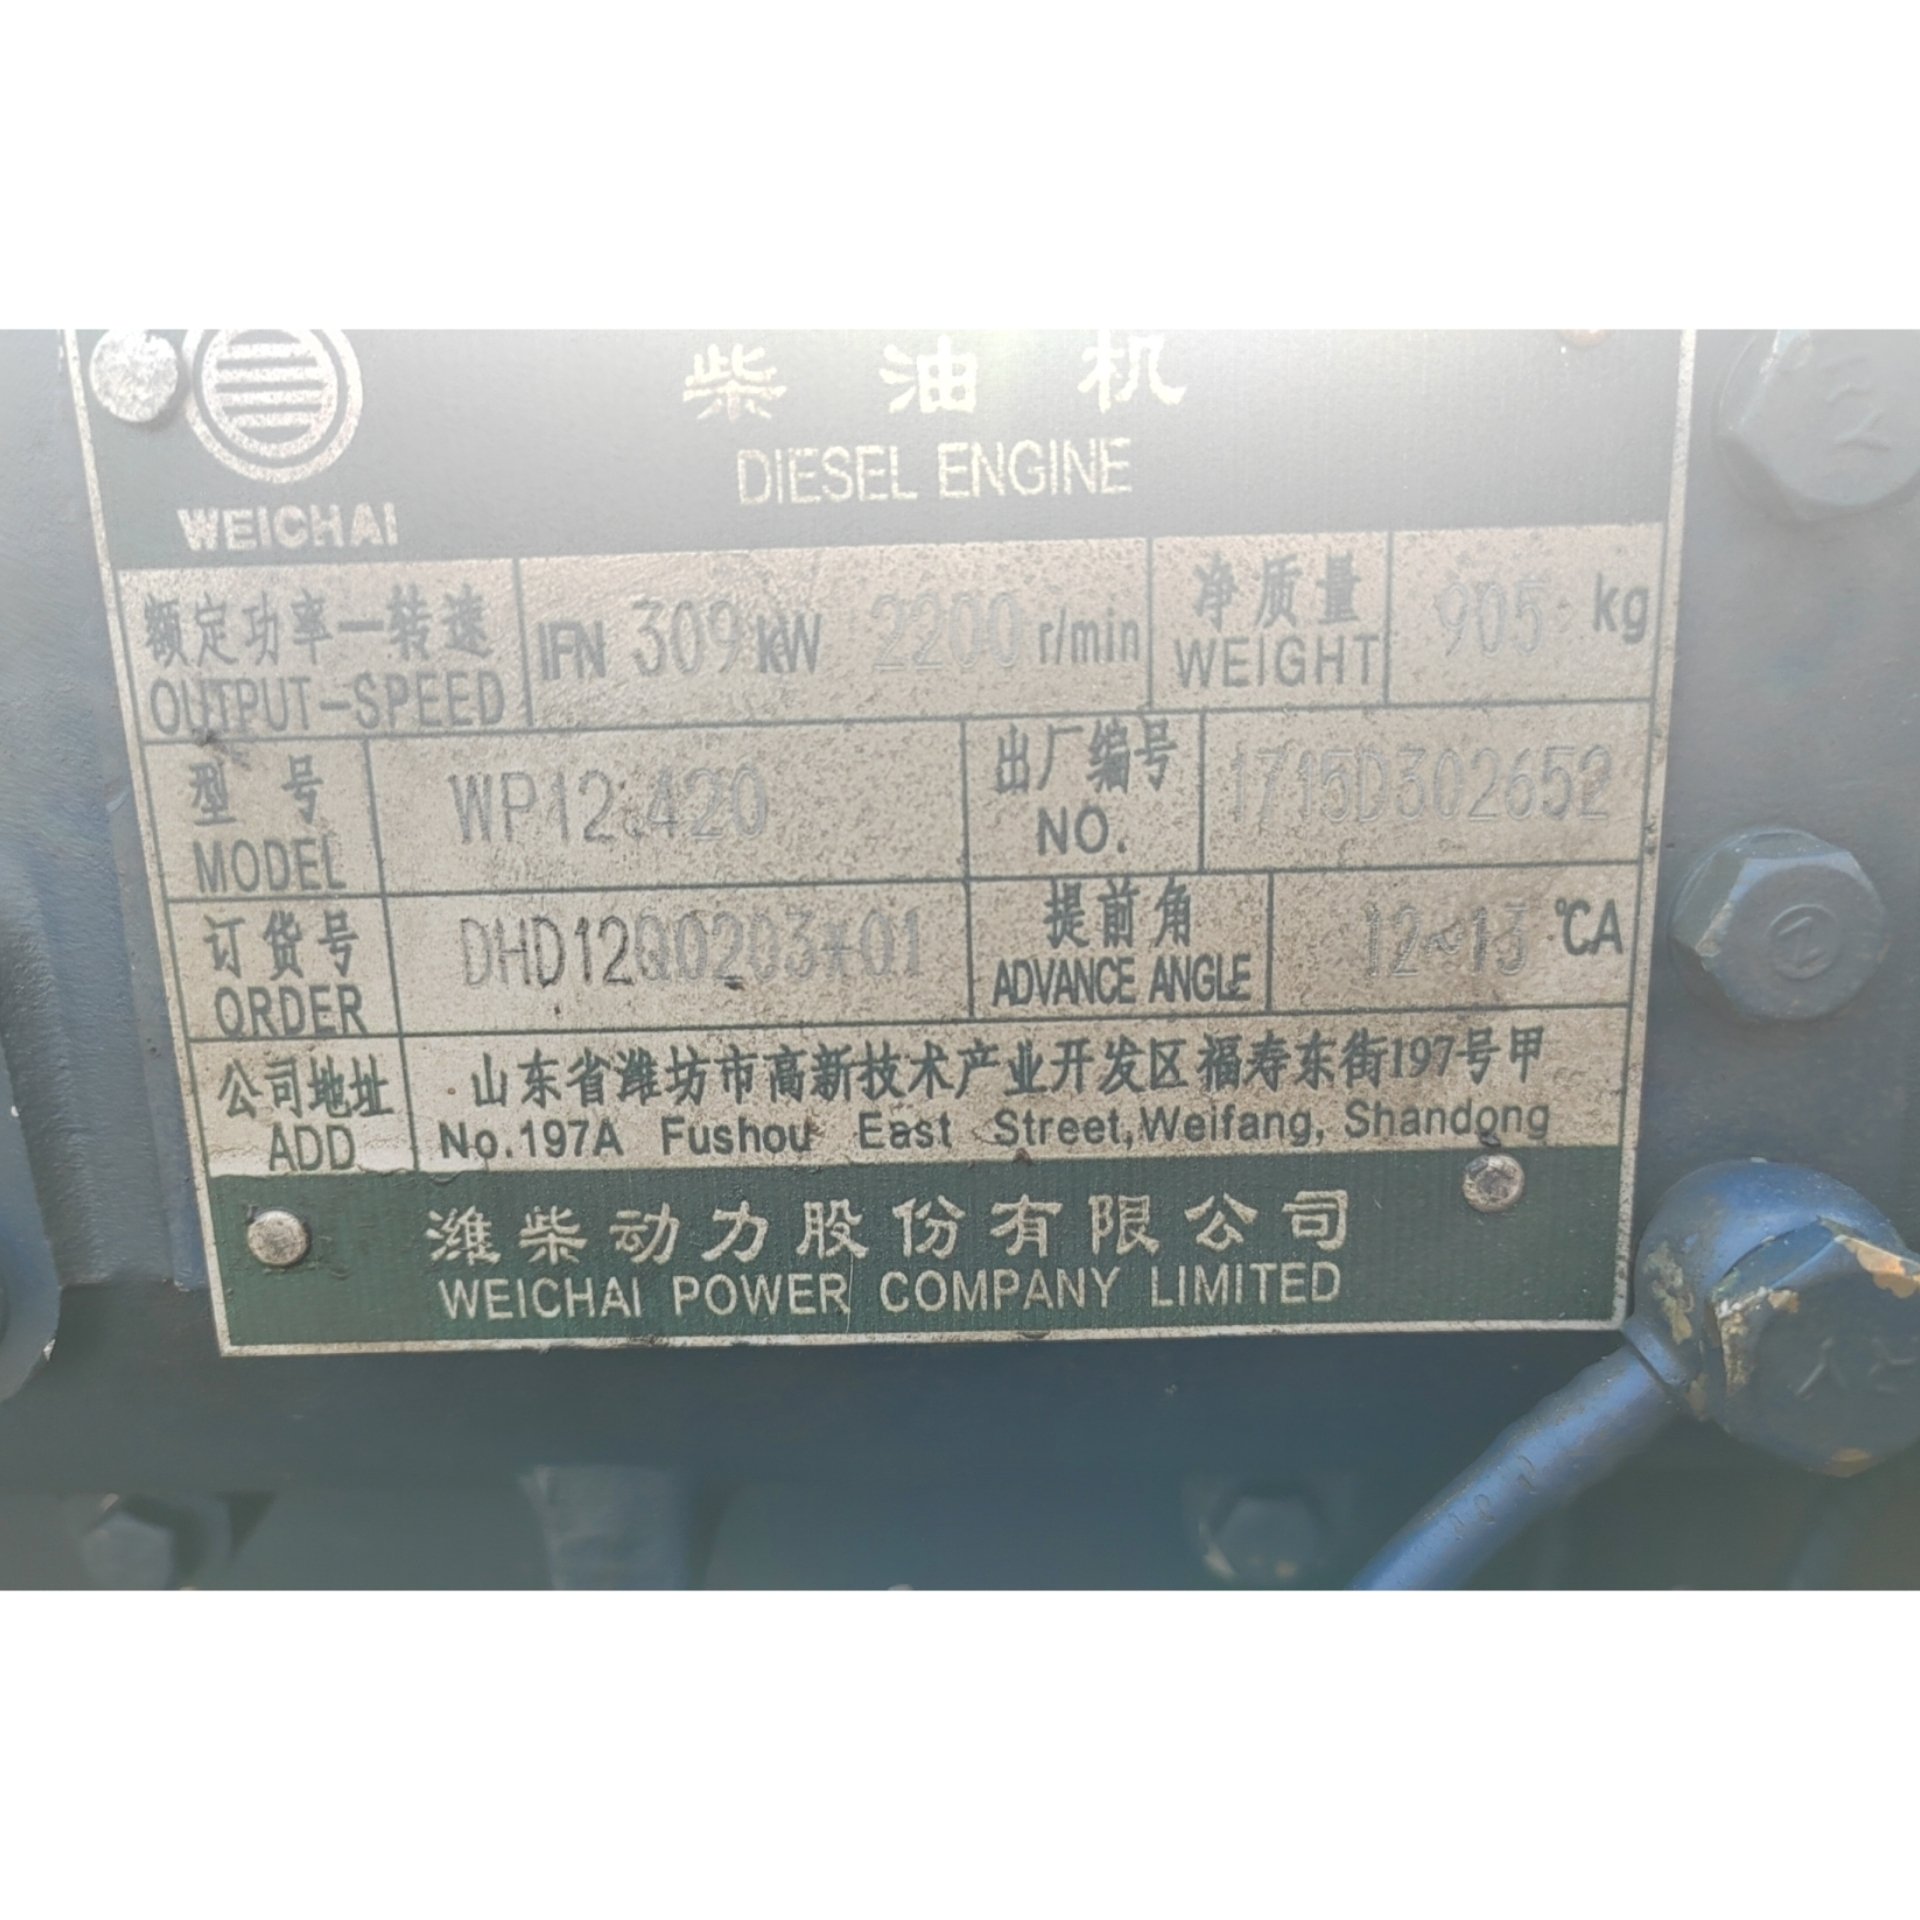 柴油机
DIESEL ENGINE
WEICHAI
额定功率一转速
OUTPUT-SPEED
IFN 309 kW 2200 r/min
净质量
WEIGHT
905 kg
型号
MODEL
WP12.420
出厂编号
NO.
1715D302652
订货号
ORDER
DHD12Q0203*01
提前角
ADVANCE ANGLE
12~13 ℃A
公司地址
ADD
山东省潍坊市高新技术产业开发区福寿东街197号甲
No.197A Fushou East Street, Weifang, Shandong
潍柴动力股份有限公司
WEICHAI POWER COMPANY LIMITED